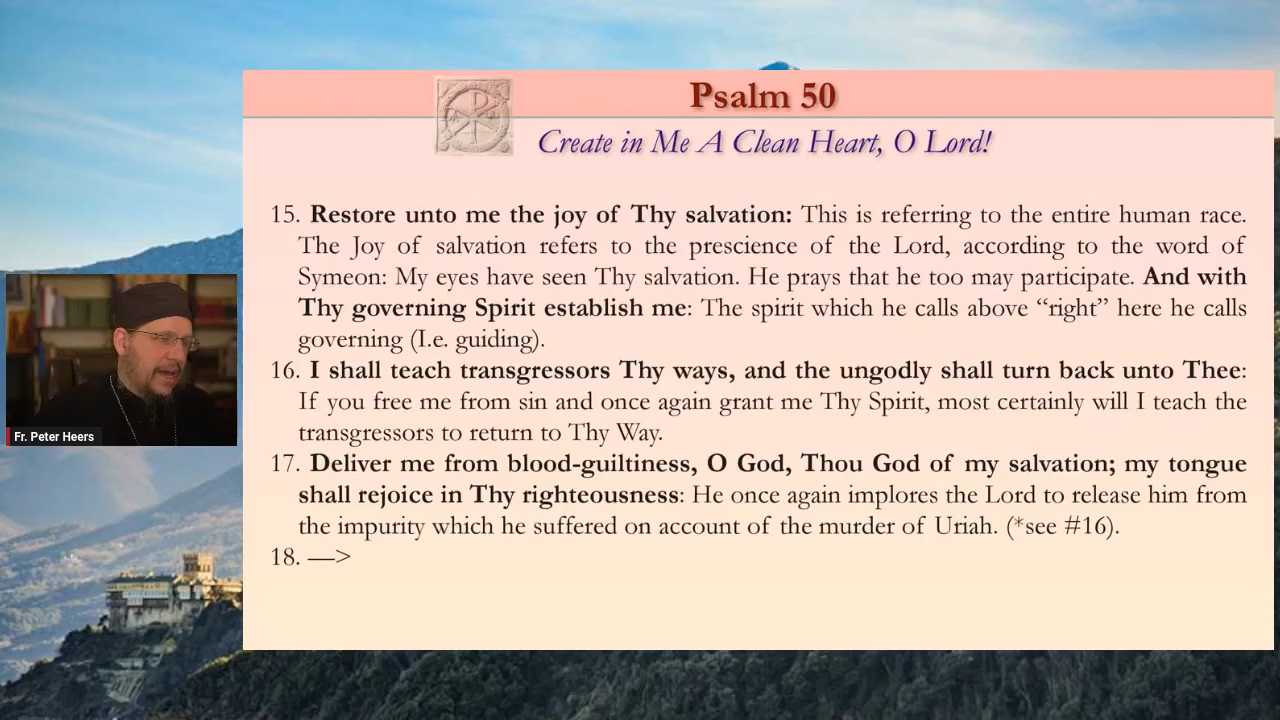 Psalm 50
Create in Me A Clean Heart, O Lord!
15. Restore unto me the joy of Thy salvation: This is referring to the entire human race.
The Joy of salvation refers to the prescience of the Lord, according to the word of
Symeon: My eyes have seen Thy salvation. He prays that he too may participate. And with
Thy governing Spirit establish me: The spirit which he calls above “right” here he calls
governing (I.e. guiding).
16. I shall teach transgressors Thy ways, and the ungodly shall turn back unto Thee:
If you free me from sin and once again grant me Thy Spirit, most certainly will I teach the
transgressors to return to Thy Way.
17. Deliver me from blood-guiltiness, O God, Thou God of my salvation; my tongue
shall rejoice in Thy righteousness: He once again implores the Lord to release him from
the impurity which he suffered on account of the murder of Uriah. (*see #16).
18. —>
Fr. Peter Heers